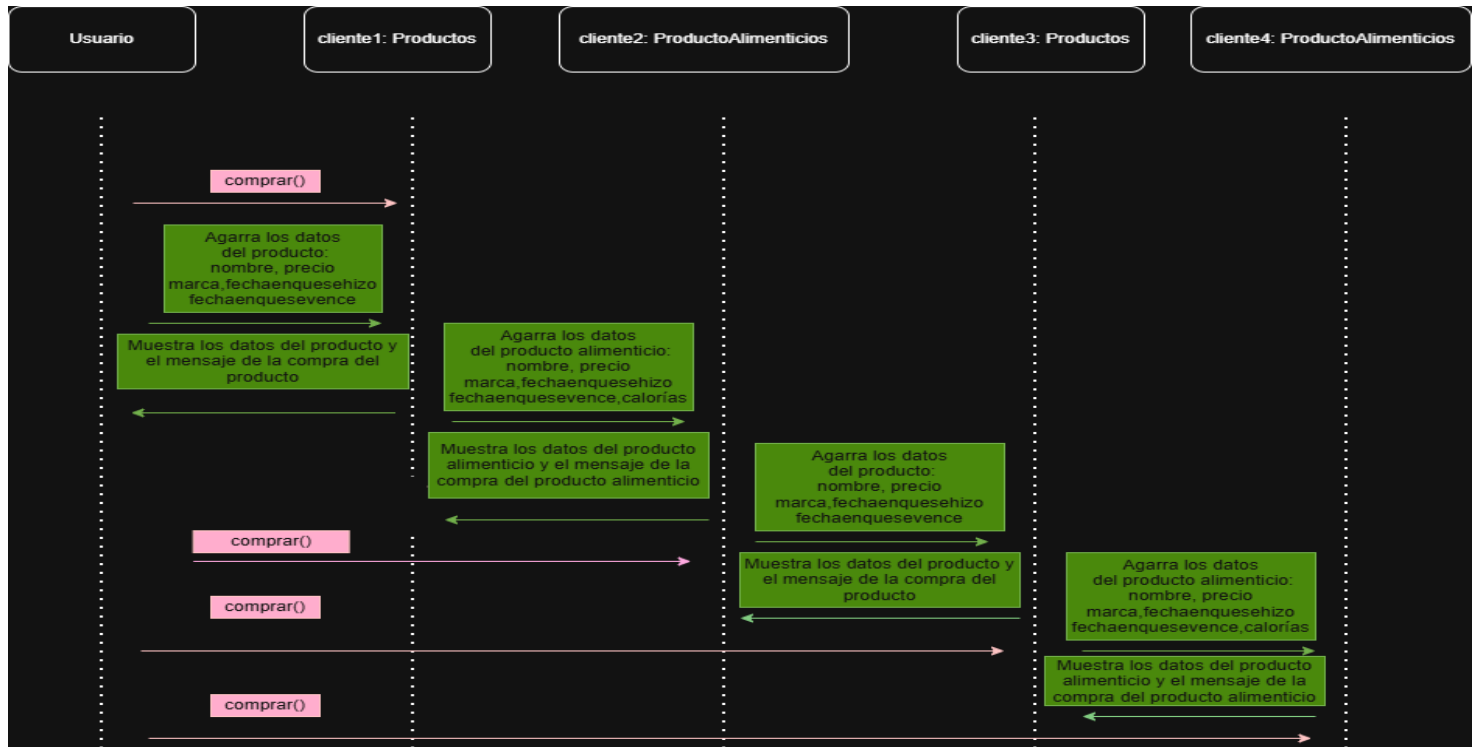 Usuario
cliente1: Productos
cliente2: ProductoAlimenticios
cliente3: Productos
cliente4: ProductoAlimenticios
comprar()
Agarra los datos
del producto:
nombre, precio
marca,fechaenquesehizo
fechaenquesevence
Muestra los datos del producto y
el mensaje de la compra del
producto
Agarra los datos
del producto alimenticio:
nombre, precio
marca,fechaenquesehizo
fechaenquesevence,calorías
Muestra los datos del producto
alimenticio y el mensaje de la
compra del producto alimenticio
Agarra los datos
del producto:
nombre, precio
marca,fechaenquesehizo
fechaenquesevence
comprar()
Muestra los datos del producto y
el mensaje de la compra del
producto
Agarra los datos
del producto alimenticio:
nombre, precio
marca,fechaenquesehizo
fechaenquesevence,calorías
comprar()
Muestra los datos del producto
alimenticio y el mensaje de la
compra del producto alimenticio
comprar()